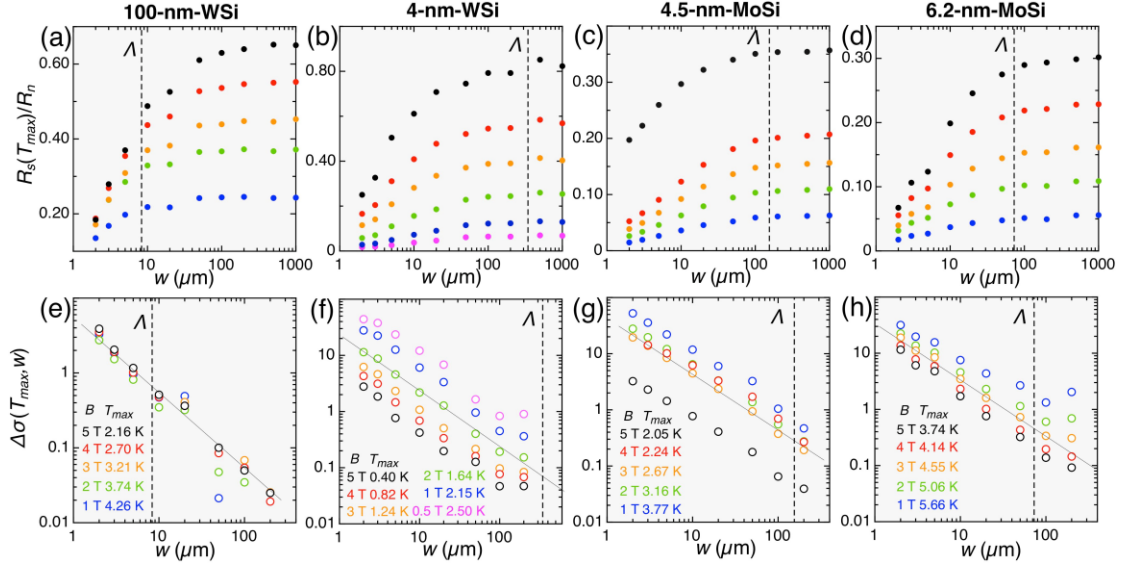 100-nm-WSi
4-nm-WSi
4.5-nm-MoSi
6.2-nm-MoSi
(a)
Λ
R_s(T_max)/R_n
0.60
0.40
0.20
1
10
100
1000
w (μm)
(b)
Λ
0.80
0.40
0
1
10
100
1000
w (μm)
(c)
Λ
0.30
0.20
0.10
0
1
10
100
1000
w (μm)
(d)
Λ
0.30
0.20
0.10
0
1
10
100
1000
w (μm)
(e)
Λ
Δσ(T_max,w)
10
1
0.1
0.01
B T_max
5 T 2.16 K
4 T 2.70 K
3 T 3.21 K
2 T 3.74 K
1 T 4.26 K
1
10
100
w (μm)
(f)
Λ
10
1
0.1
0.01
B T_max
5 T 0.40 K 2 T 1.64 K
4 T 0.82 K 1 T 2.15 K
3 T 1.24 K 0.5 T 2.50 K
1
10
100
w (μm)
(g)
Λ
100
10
1
0.1
0.01
B T_max
5 T 2.05 K
4 T 2.24 K
3 T 2.67 K
2 T 3.16 K
1 T 3.77 K
1
10
100
w (μm)
(h)
Λ
100
10
1
0.1
0.01
B T_max
5 T 3.74 K
4 T 4.14 K
3 T 4.55 K
2 T 5.06 K
1 T 5.66 K
1
10
100
w (μm)